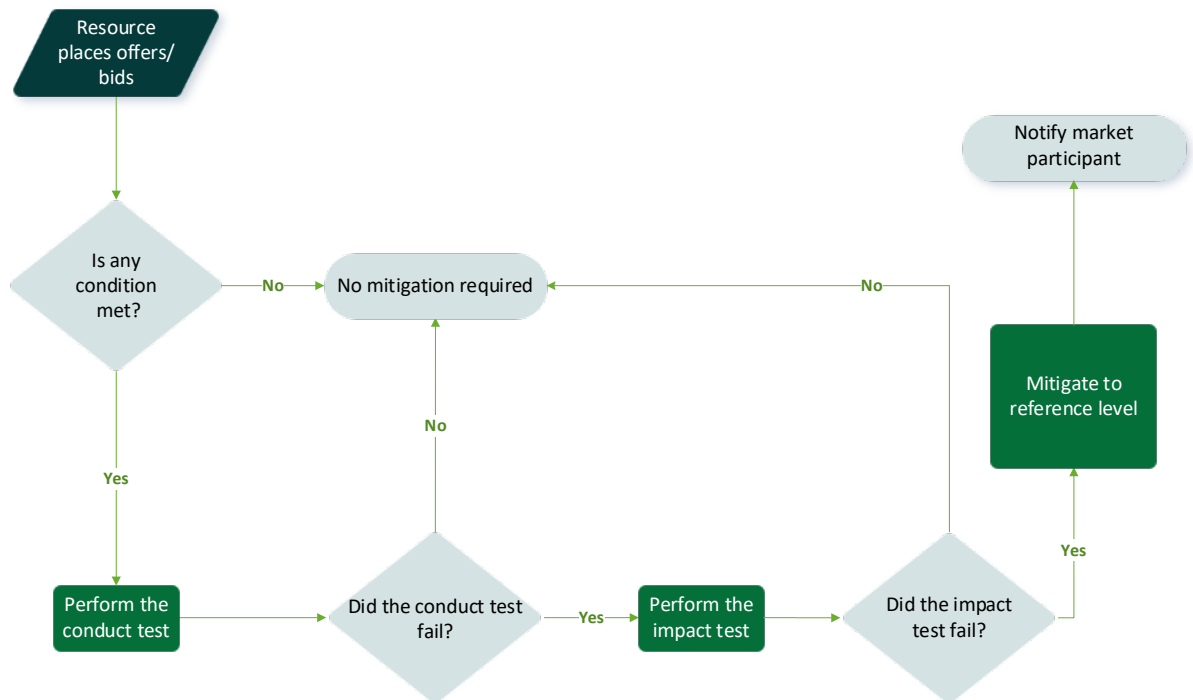 Resource
places offers/
bids
Notify market
participant
Is any
condition
met?
No
No mitigation required
No
Mitigate to
reference level
No
Yes
Yes
Perform the
conduct test
Did the conduct test
fail?
Yes
Perform the
impact test
Did the impact
test fail?